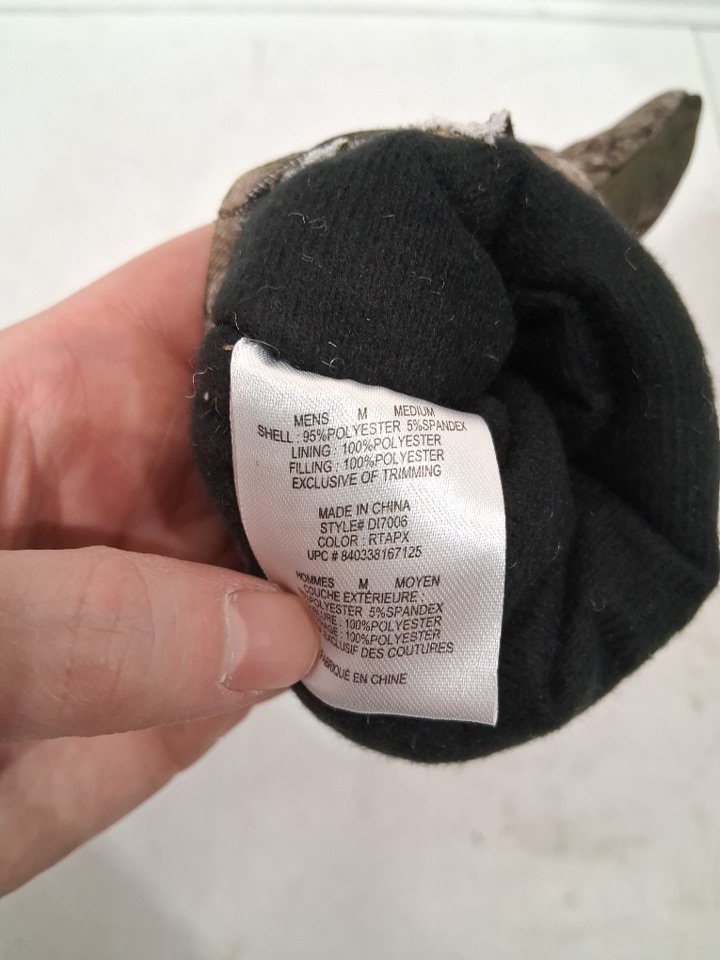 MENS M MEDIUM
SHELL : 95%POLYESTER 5%SPANDEX
LINING : 100%POLYESTER
FILLING : 100%POLYESTER
EXCLUSIVE OF TRIMMING
MADE IN CHINA
STYLE# DI7006
COLOR : RTAPX
UPC # 840338167125
HOMMES M MOYEN
COUCHE EXTÉRIEURE :
POLYESTER 5%SPANDEX
: 100%POLYESTER
: 100%POLYESTER
EXCLUSIF DES COUTURES
EN CHINE